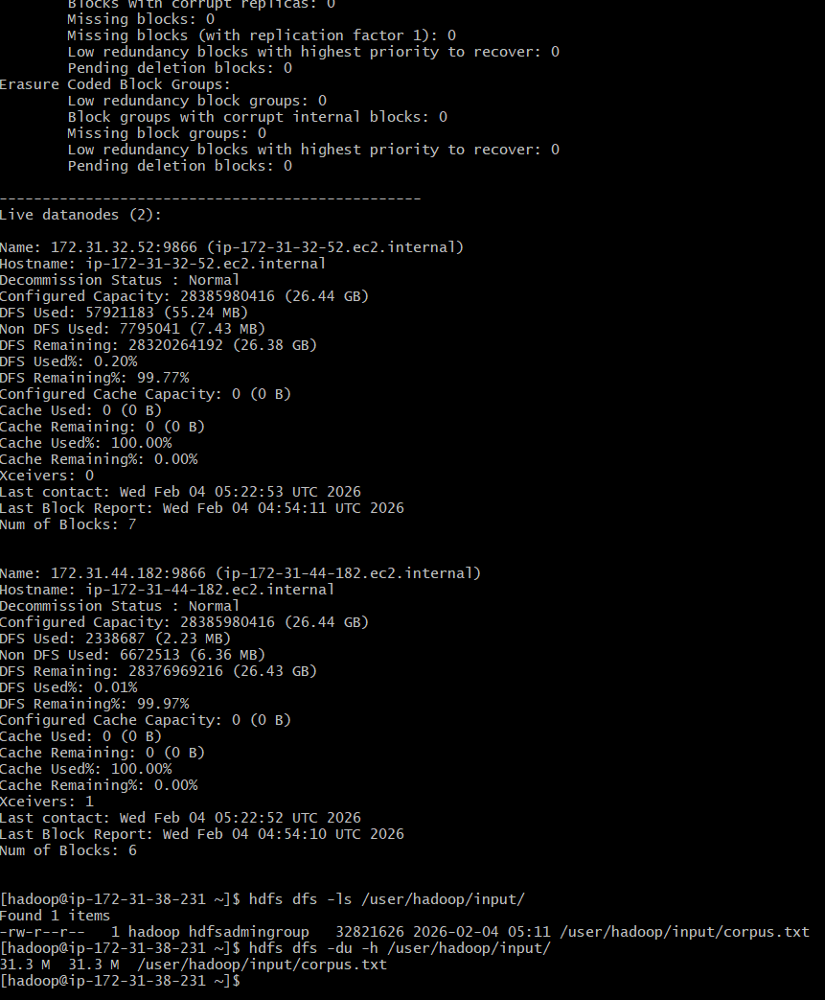 Blocks with corrupt replicas: 0
Missing blocks: 0
Missing blocks (with replication factor 1): 0
Low redundancy blocks with highest priority to recover: 0
Pending deletion blocks: 0
Erasure Coded Block Groups:
Low redundancy block groups: 0
Block groups with corrupt internal blocks: 0
Missing block groups: 0
Low redundancy blocks with highest priority to recover: 0
Pending deletion blocks: 0
-------------------------------------------------
Live datanodes (2):
Name: 172.31.32.52:9866 (ip-172-31-32-52.ec2.internal)
Hostname: ip-172-31-32-52.ec2.internal
Decommission Status : Normal
Configured Capacity: 28385980416 (26.44 GB)
DFS Used: 57921183 (55.24 MB)
Non DFS Used: 7795041 (7.43 MB)
DFS Remaining: 28320264192 (26.38 GB)
DFS Used%: 0.20%
DFS Remaining%: 99.77%
Configured Cache Capacity: 0 (0 B)
Cache Used: 0 (0 B)
Cache Remaining: 0 (0 B)
Cache Used%: 100.00%
Cache Remaining%: 0.00%
Xceivers: 0
Last contact: Wed Feb 04 05:22:53 UTC 2026
Last Block Report: Wed Feb 04 04:54:11 UTC 2026
Num of Blocks: 7
Name: 172.31.44.182:9866 (ip-172-31-44-182.ec2.internal)
Hostname: ip-172-31-44-182.ec2.internal
Decommission Status : Normal
Configured Capacity: 28385980416 (26.44 GB)
DFS Used: 2338687 (2.23 MB)
Non DFS Used: 6672513 (6.36 MB)
DFS Remaining: 28376969216 (26.43 GB)
DFS Used%: 0.01%
DFS Remaining%: 99.97%
Configured Cache Capacity: 0 (0 B)
Cache Used: 0 (0 B)
Cache Remaining: 0 (0 B)
Cache Used%: 100.00%
Cache Remaining%: 0.00%
Xceivers: 1
Last contact: Wed Feb 04 05:22:52 UTC 2026
Last Block Report: Wed Feb 04 04:54:10 UTC 2026
Num of Blocks: 6
[hadoop@ip-172-31-38-231 ~]$ hdfs dfs -ls /user/hadoop/input/
Found 1 items
-rw-r--r--   1 hadoop hdfsadmingroup   32821626 2026-02-04 05:11 /user/hadoop/input/corpus.txt
[hadoop@ip-172-31-38-231 ~]$ hdfs dfs -du -h /user/hadoop/input/
31.3 M  31.3 M  /user/hadoop/input/corpus.txt
[hadoop@ip-172-31-38-231 ~]$